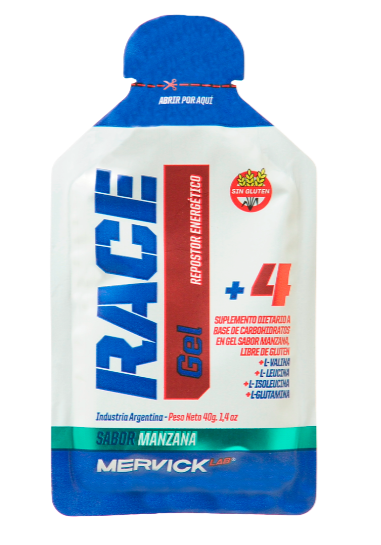 ABRIR POR AQUÍ
RACE
Gel
REPOSTOR ENERGÉTICO
SIN GLUTEN
+4
SUPLEMENTO DIETARIO A
BASE DE CARBOHIDRATOS
EN GEL SABOR MANZANA,
LIBRE DE GLUTEN
+L-VALINA
+L-LEUCINA
+L-ISOLEUCINA
+L-GLUTAMINA
Industria Argentina - Peso Neto 40g. 1,4 oz
SABOR MANZANA
MERVICK LAB®